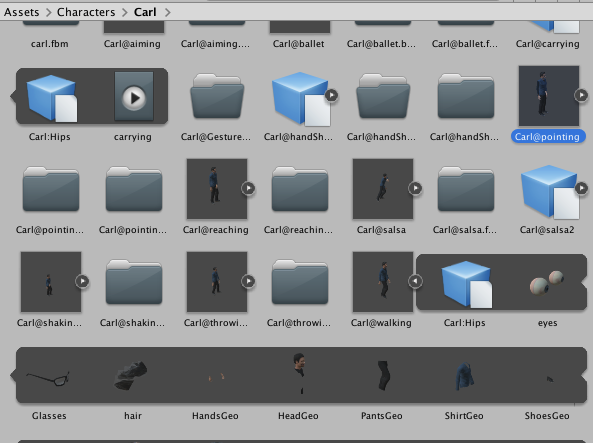 Assets > Characters > Carl >
carl.fbm Carl@aiming Carl@aiming.... Carl@ballet Carl@ballet.b... Carl@ballet.f... Carl@carrying
Carl:Hips carrying Carl@Gesture... Carl@handSh... Carl@handSh... Carl@handSh... Carl@pointing
Carl@pointin... Carl@pointin... Carl@reaching Carl@reachin... Carl@salsa Carl@salsa.f... Carl@salsa2
Carl@shakin... Carl@shakin... Carl@throwi... Carl@throwi... Carl@walking Carl:Hips eyes
Glasses hair HandsGeo HeadGeo PantsGeo ShirtGeo ShoesGeo